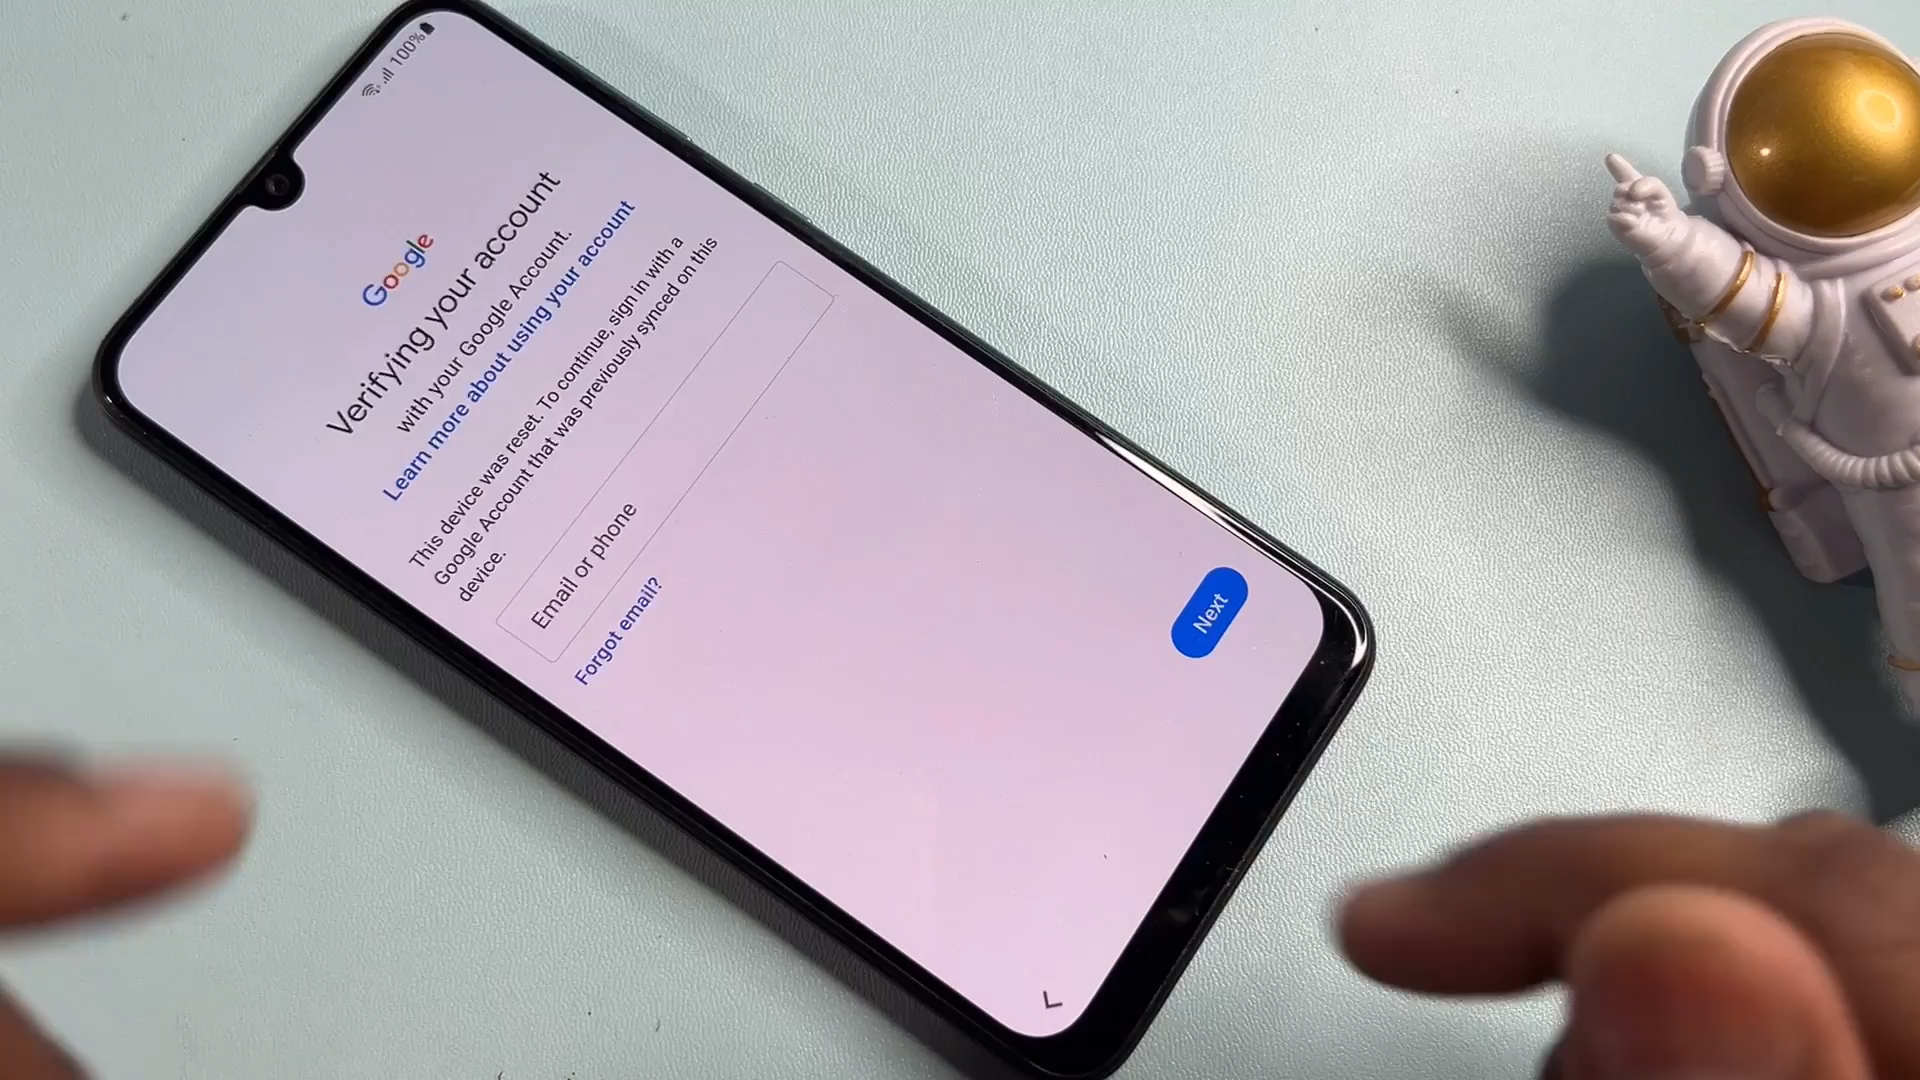 100%
Google
Verifying your account
with your Google Account.
Learn more about using your account
This device was reset. To continue, sign in with a
Google Account that was previously synced on this
device.
Email or phone
Forgot email?
Next